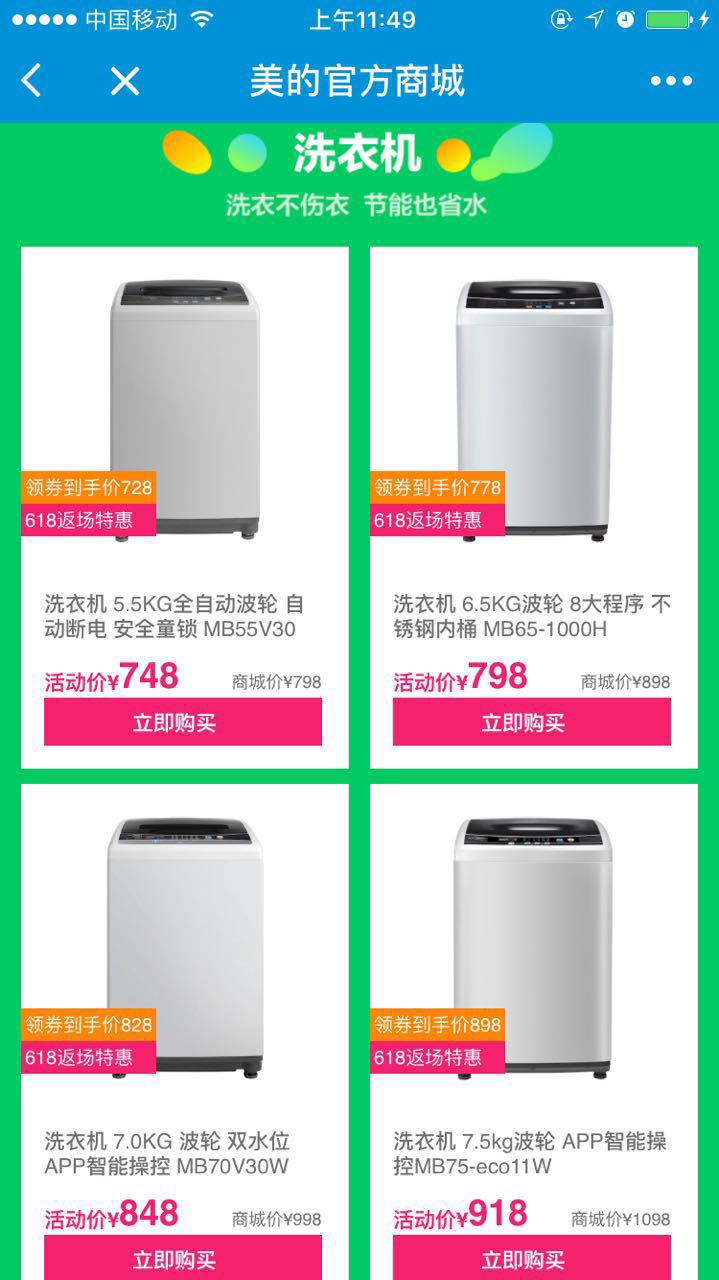 中国移动 上午11:49
美的官方商城
洗衣机
洗衣不伤衣 节能也省水
领券到手价728
618返场特惠
洗衣机 5.5KG全自动波轮 自
动断电 安全童锁 MB55V30
活动价¥748 商城价¥798
立即购买
领券到手价778
618返场特惠
洗衣机 6.5KG波轮 8大程序 不
锈钢内桶 MB65-1000H
活动价¥798 商城价¥898
立即购买
领券到手价828
618返场特惠
洗衣机 7.0KG 波轮 双水位
APP智能操控 MB70V30W
活动价¥848 商城价¥998
立即购买
领券到手价898
618返场特惠
洗衣机 7.5kg波轮 APP智能操
控MB75-eco11W
活动价¥918 商城价¥1098
立即购买